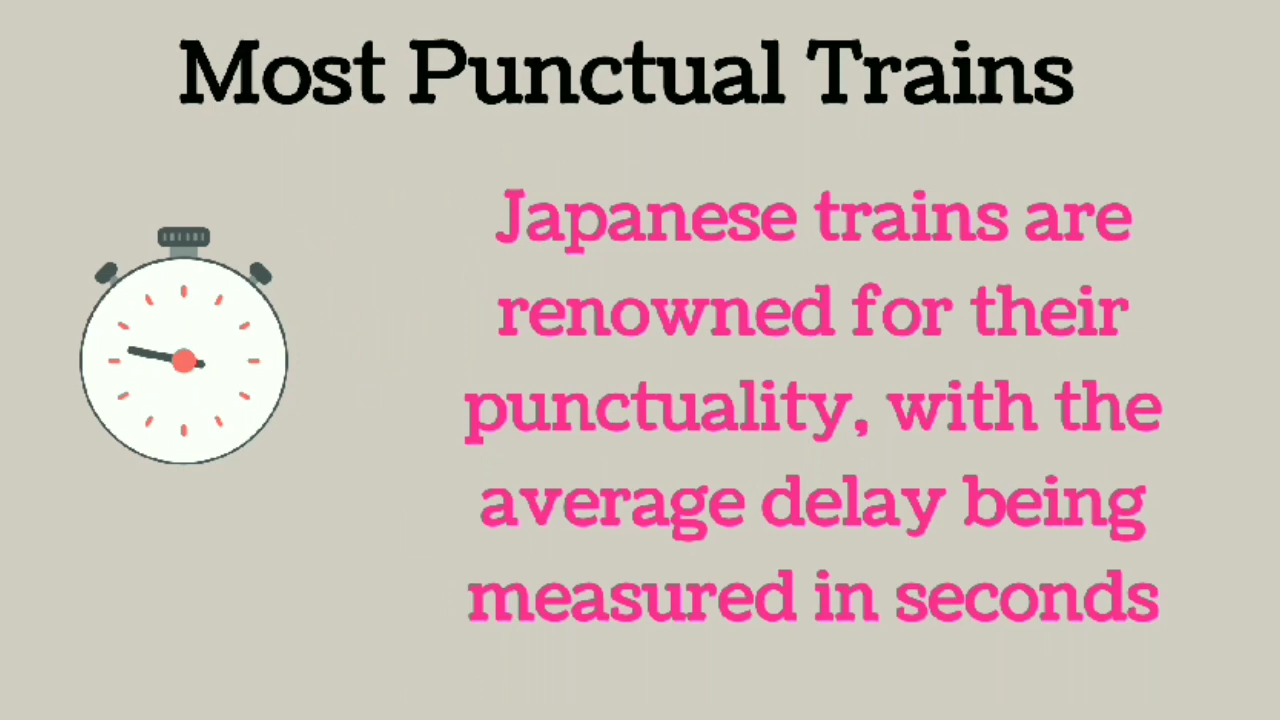 Most Punctual Trains
Japanese trains are
renowned for their
punctuality, with the
average delay being
measured in seconds